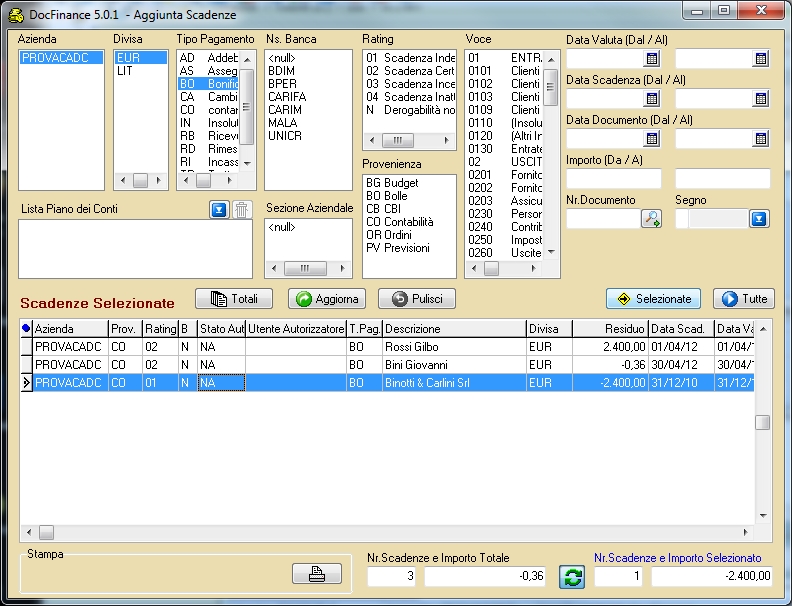 DocFinance 5.0.1 - Aggiunta Scadenze
Azienda
PROVACADC
Divisa
EUR
LIT
Tipo Pagamento
AD Addeb
AS Asseg
BO Bonific
CA Cambi
CO contar
IN Insolut
RB Ricev
RD Rimes
RI Incass
Ns. Banca
<null>
BDIM
BPER
CARIFA
CARIM
MALA
UNICR
Rating
01 Scadenza Inde
02 Scadenza Cert
03 Scadenza Ince
04 Scadenza Inatt
N Derogabilità no
Provenienza
BG Budget
BO Bolle
CB CBI
CO Contabilità
OR Ordini
PV Previsioni
Voce
01 ENTR
0101 Clienti
0102 Clienti
0103 Clienti
0109 Clienti
0110 (Insolu
0120 (Altri In
0130 Entrate
02 USCIT
0201 Fornito
0202 Fornito
0203 Assicu
0230 Person
0240 Contrib
0250 Impost
0260 Uscite
Data Valuta (Dal / Al)
Data Scadenza (Dal / Al)
Data Documento (Dal / Al)
Importo (Da / A)
Nr.Documento
Segno
Lista Piano dei Conti
Sezione Aziendale
<null>
Scadenze Selezionate
Totali
Aggiorna
Pulisci
Selezionate
Tutte
Azienda Prov. Rating B Stato Aut Utente Autorizzatore T.Pag. Descrizione Divisa Residuo Data Scad. Data Va
PROVACADC CO 02 N NA BO Rossi Gilbo EUR 2.400,00 01/04/12 01/04/1
PROVACADC CO 02 N NA BO Bini Giovanni EUR -0,36 30/04/12 30/04/1
PROVACADC CO 01 N NA BO Binotti & Carlini Srl EUR -2.400,00 31/12/10 31/12/1
Stampa
Nr.Scadenze e Importo Totale
3 -0,36
Nr.Scadenze e Importo Selezionato
1 -2.400,00